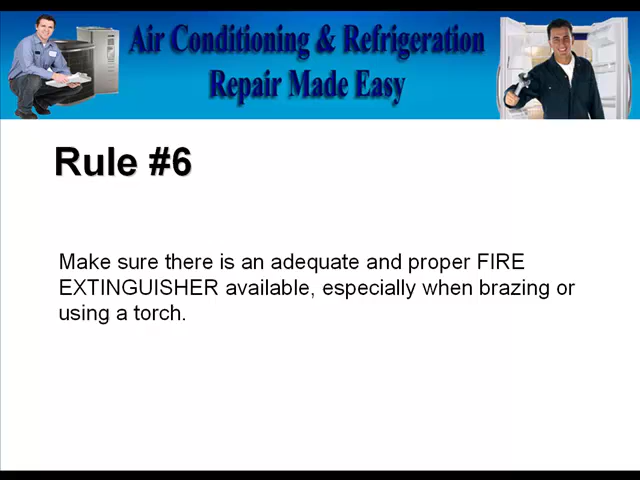 Air Conditioning & Refrigeration
Repair Made Easy
Rule #6
Make sure there is an adequate and proper FIRE
EXTINGUISHER available, especially when brazing or
using a torch.